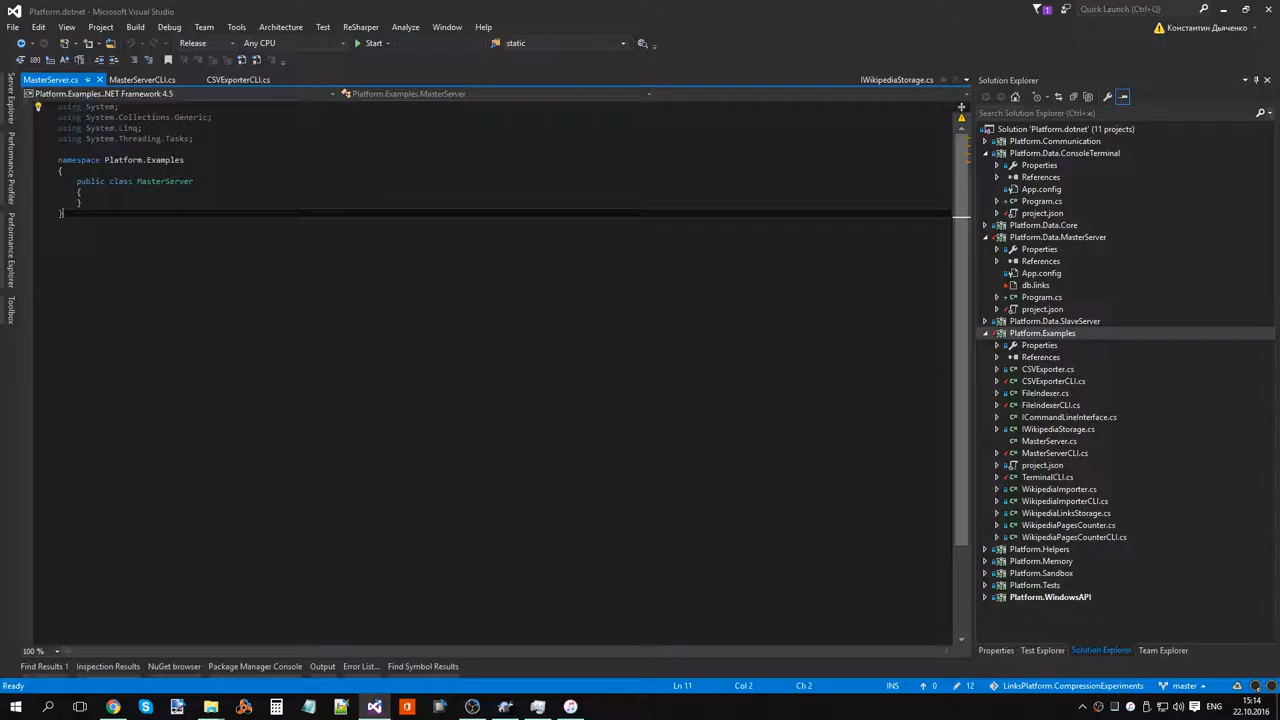 Platform.dotnet - Microsoft Visual Studio
Quick Launch (Ctrl+Q)
File Edit View Project Build Debug Team Tools Architecture Test ReSharper Analyze Window Help
Константин Дьяченко
Release Any CPU Start static
MasterServer.cs MasterServerCLI.cs CSVExporterCLI.cs IWikipediaStorage.cs
Platform.Examples..NET Framework 4.5 Platform.Examples.MasterServer
using System;
using System.Collections.Generic;
using System.Linq;
using System.Threading.Tasks;
namespace Platform.Examples
{
public class MasterServer
{
}
}
Server Explorer
Performance Profiler
Performance Explorer
Toolbox
Solution Explorer
Search Solution Explorer (Ctrl+ж)
Solution 'Platform.dotnet' (11 projects)
Platform.Communication
Platform.Data.ConsoleTerminal
Properties
References
App.config
Program.cs
project.json
Platform.Data.Core
Platform.Data.MasterServer
Properties
References
App.config
db.links
Program.cs
project.json
Platform.Data.SlaveServer
Platform.Examples
Properties
References
CSVExporter.cs
CSVExporterCLI.cs
FileIndexer.cs
FileIndexerCLI.cs
ICommandLineInterface.cs
IWikipediaStorage.cs
MasterServer.cs
MasterServerCLI.cs
project.json
TerminalCLI.cs
WikipediaImporter.cs
WikipediaImporterCLI.cs
WikipediaLinksStorage.cs
WikipediaPagesCounter.cs
WikipediaPagesCounterCLI.cs
Platform.Helpers
Platform.Memory
Platform.Sandbox
Platform.Tests
Platform.WindowsAPI
100 %
Properties Test Explorer Solution Explorer Team Explorer
Find Results 1 Inspection Results NuGet browser Package Manager Console Output Error List... Find Symbol Results
Ready Ln 11 Col 2 Ch 2 INS 0 12 LinksPlatform.CompressionExperiments master
ENG 15:14
22.10.2016